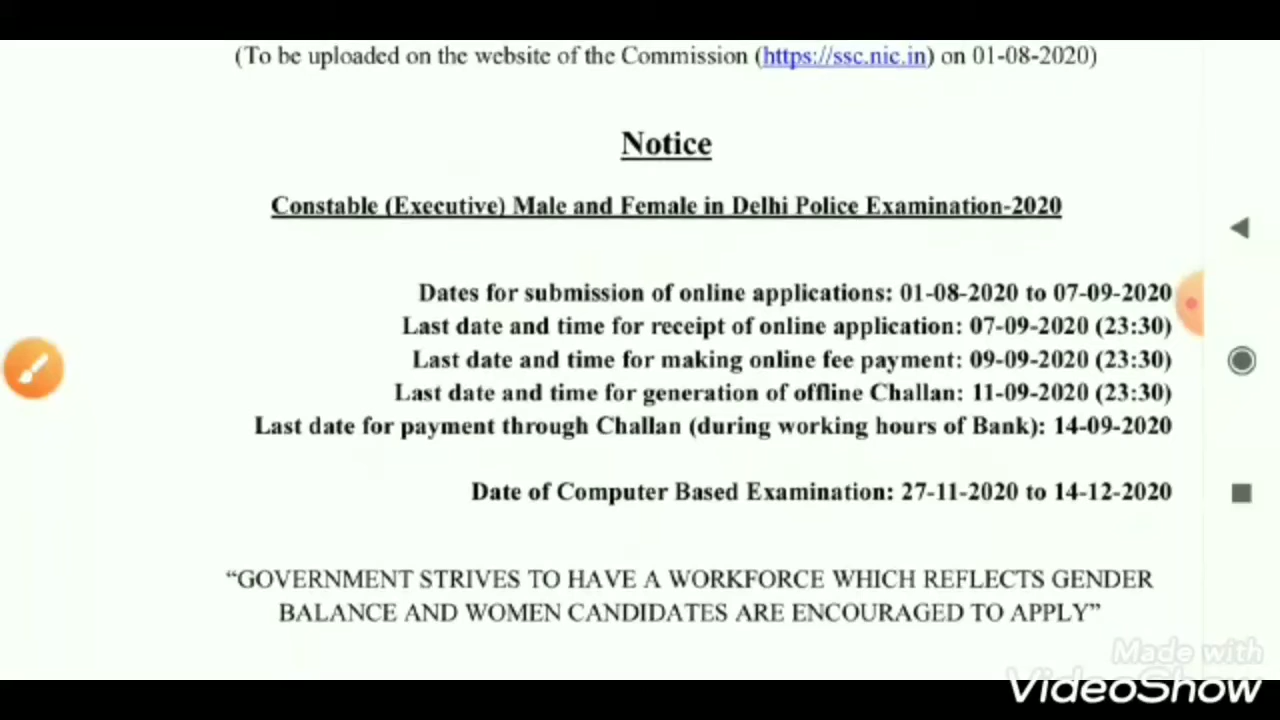 (To be uploaded on the website of the Commission (https://ssc.nic.in) on 01-08-2020)
Notice
Constable (Executive) Male and Female in Delhi Police Examination-2020
Dates for submission of online applications: 01-08-2020 to 07-09-2020
Last date and time for receipt of online application: 07-09-2020 (23:30)
Last date and time for making online fee payment: 09-09-2020 (23:30)
Last date and time for generation of offline Challan: 11-09-2020 (23:30)
Last date for payment through Challan (during working hours of Bank): 14-09-2020
Date of Computer Based Examination: 27-11-2020 to 14-12-2020
“GOVERNMENT STRIVES TO HAVE A WORKFORCE WHICH REFLECTS GENDER
BALANCE AND WOMEN CANDIDATES ARE ENCOURAGED TO APPLY”
Made with
VideoShow